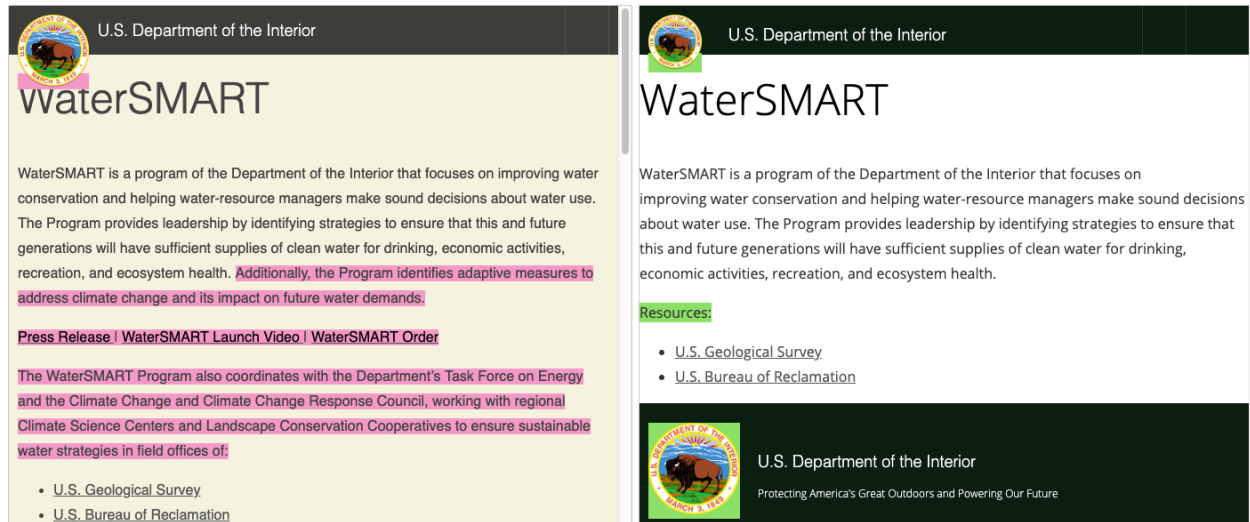 U.S. Department of the Interior
WaterSMART
WaterSMART is a program of the Department of the Interior that focuses on improving water
conservation and helping water-resource managers make sound decisions about water use.
The Program provides leadership by identifying strategies to ensure that this and future
generations will have sufficient supplies of clean water for drinking, economic activities,
recreation, and ecosystem health. Additionally, the Program identifies adaptive measures to
address climate change and its impact on future water demands.
Press Release | WaterSMART Launch Video | WaterSMART Order
The WaterSMART Program also coordinates with the Department's Task Force on Energy
and the Climate Change and Climate Change Response Council, working with regional
Climate Science Centers and Landscape Conservation Cooperatives to ensure sustainable
water strategies in field offices of:
• U.S. Geological Survey
• U.S. Bureau of Reclamation
U.S. Department of the Interior
WaterSMART
WaterSMART is a program of the Department of the Interior that focuses on
improving water conservation and helping water-resource managers make sound decisions
about water use. The Program provides leadership by identifying strategies to ensure that
this and future generations will have sufficient supplies of clean water for drinking,
economic activities, recreation, and ecosystem health.
Resources:
• U.S. Geological Survey
• U.S. Bureau of Reclamation
U.S. DEPARTMENT OF THE INTERIOR
MARCH 3, 1849
U.S. Department of the Interior
Protecting America's Great Outdoors and Powering Our Future